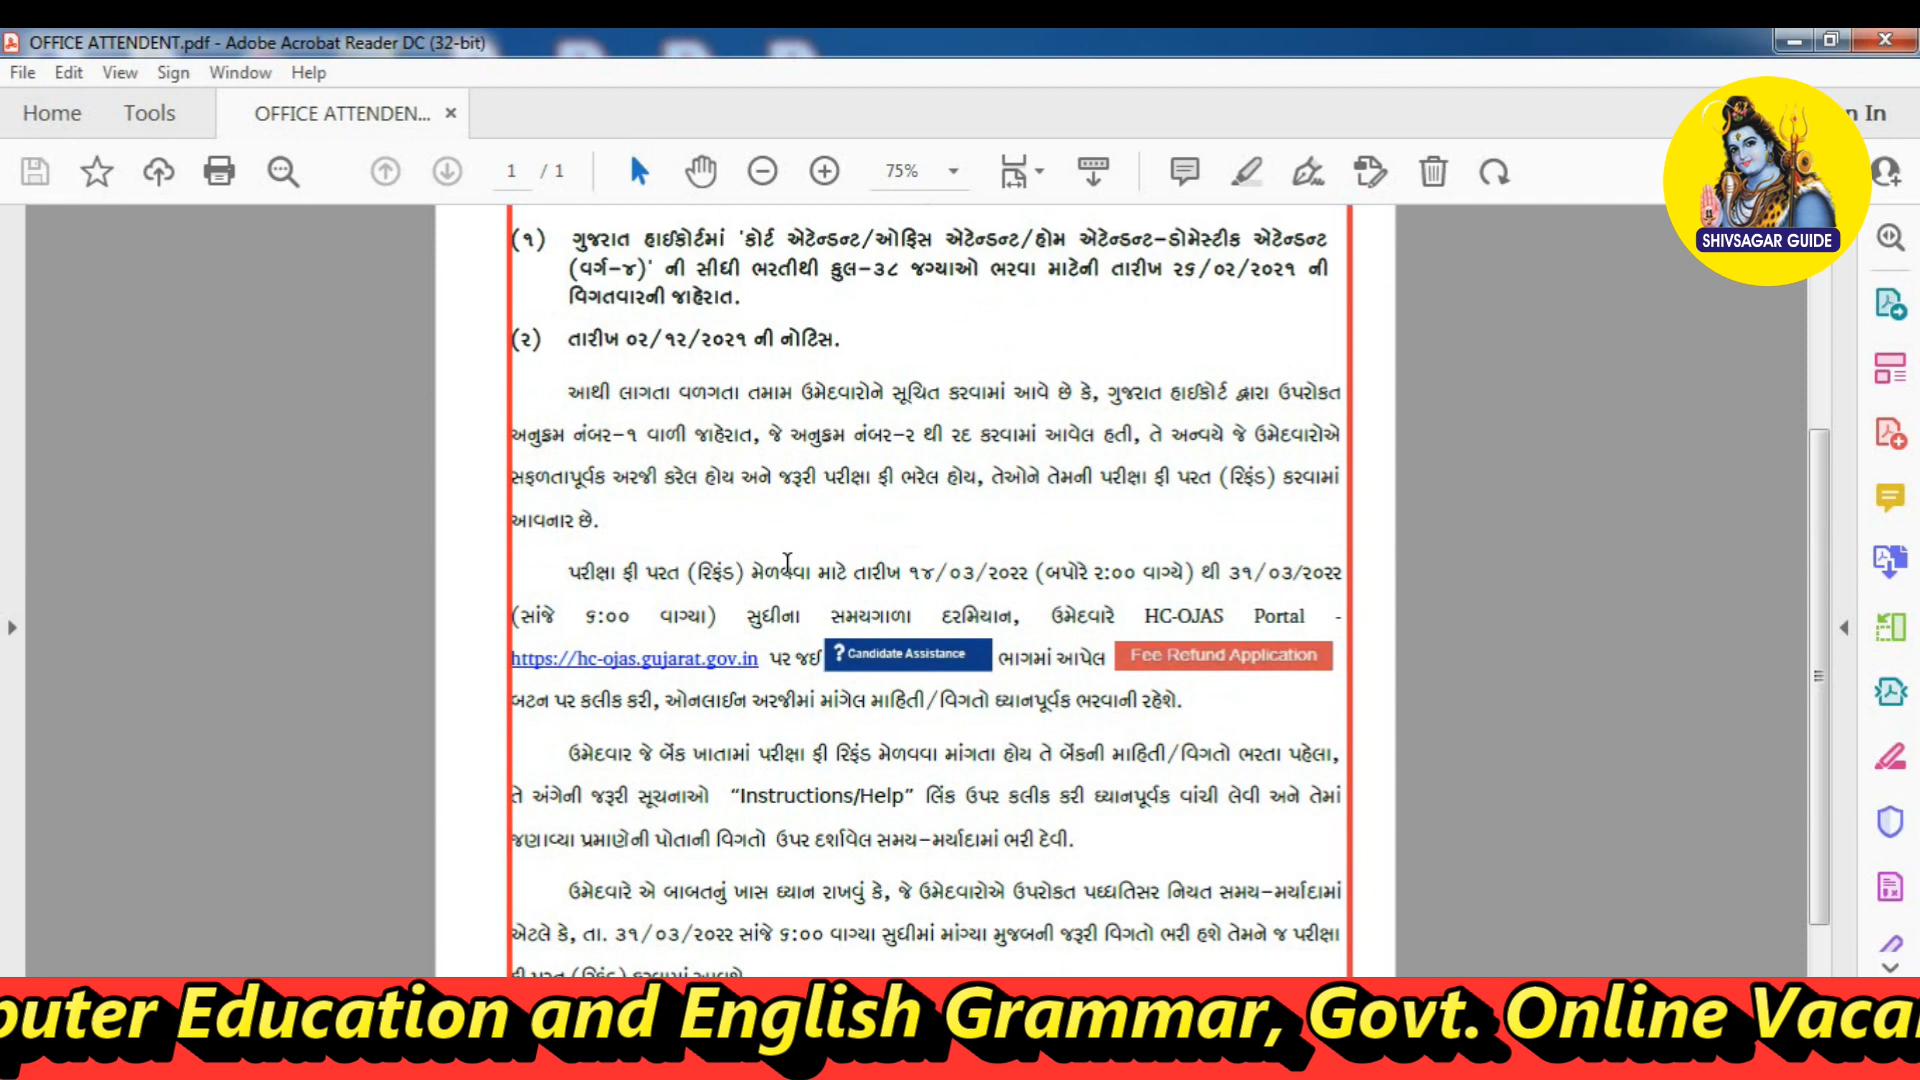 OFFICE ATTENDENT.pdf - Adobe Acrobat Reader DC (32-bit)
File Edit View Sign Window Help
Home Tools OFFICE ATTENDEN... × In
1 / 1 75%
SHIVSAGAR GUIDE
(૧) ગુજરાત હાઈકોર્ટમાં 'કોર્ટ એટેન્ડન્ટ/ઓફિસ એટેન્ડન્ટ/હોમ એટેન્ડન્ટ-ડોમેસ્ટીક એટેન્ડન્ટ
(વર્ગ-૪)' ની સીધી ભરતીથી કુલ-૩૮ જગ્યાઓ ભરવા માટેની તારીખ ૨૬/૦૨/૨૦૨૧ ની
વિગતવારની જાહેરાત.
(૨) તારીખ ૦૨/૧૨/૨૦૨૧ ની નોટિસ.
આથી લાગતા વળગતા તમામ ઉમેદવારોને સૂચિત કરવામાં આવે છે કે, ગુજરાત હાઈકોર્ટ દ્વારા ઉપરોકત
અનુક્રમ નંબર-૧ વાળી જાહેરાત, જે અનુક્રમ નંબર-૨ થી રદ કરવામાં આવેલ હતી, તે અન્વયે જે ઉમેદવારોએ
સફળતાપૂર્વક અરજી કરેલ હોય અને જરૂરી પરીક્ષા ફી ભરેલ હોય, તેઓને તેમની પરીક્ષા ફી પરત (રિફંડ) કરવામાં
આવનાર છે.
પરીક્ષા ફી પરત (રિફંડ) મેળવવા માટે તારીખ ૧૪/૦૩/૨૦૨૨ (બપોરે ૨:૦૦ વાગ્યે) થી ૩૧/૦૩/૨૦૨૨
(સાંજે ૬:૦૦ વાગ્યા) સુધીના સમયગાળા દરમિયાન, ઉમેદવારે HC-OJAS Portal -
https://hc-ojas.gujarat.gov.in પર જઈ ? Candidate Assistance ભાગમાં આપેલ Fee Refund Application
બટન પર કલીક કરી, ઓનલાઈન અરજીમાં માંગેલ માહિતી/વિગતો ધ્યાનપૂર્વક ભરવાની રહેશે.
ઉમેદવાર જે બેંક ખાતામાં પરીક્ષા ફી રિફંડ મેળવવા માંગતા હોય તે બેંકની માહિતી/વિગતો ભરતા પહેલા,
તે અંગેની જરૂરી સૂચનાઓ “Instructions/Help” લિંક ઉપર કલીક કરી ધ્યાનપૂર્વક વાંચી લેવી અને તેમાં
જણાવ્યા પ્રમાણેની પોતાની વિગતો ઉપર દર્શાવેલ સમય-મર્યાદામાં ભરી દેવી.
ઉમેદવારે એ બાબતનું ખાસ ધ્યાન રાખવું કે, જે ઉમેદવારોએ ઉપરોકત પધ્ધતિસર નિયત સમય-મર્યાદામાં
એટલે કે, તા. ૩૧/૦૩/૨૦૨૨ સાંજે ૬:૦૦ વાગ્યા સુધીમાં માંગ્યા મુજબની જરૂરી વિગતો ભરી હશે તેમને જ પરીક્ષા
ફી પરત (રિફંડ) કરવામાં આવશે
puter Education and English Grammar, Govt. Online Vaca